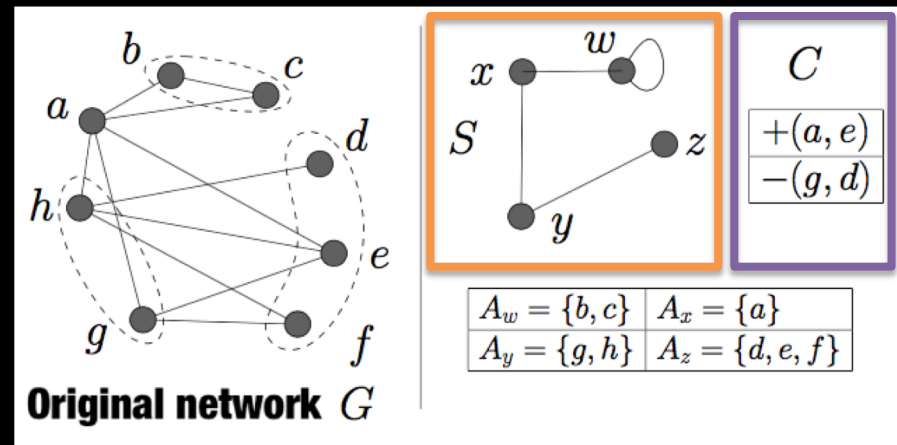 b
c
a
d
h
e
g
f
Original network G
x
w
S
z
y
C
+(a, e)
−(g, d)
A_w = {b, c} A_x = {a}
A_y = {g, h} A_z = {d, e, f}